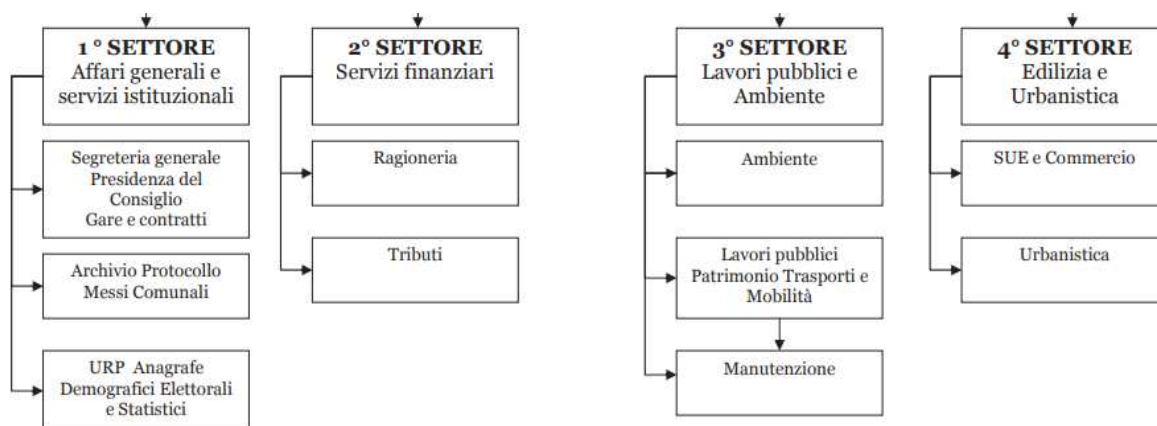 1 ° SETTORE
Affari generali e
servizi istituzionali
Segreteria generale
Presidenza del
Consiglio
Gare e contratti
Archivio Protocollo
Messi Comunali
URP Anagrafe
Demografici Elettorali
e Statistici
2° SETTORE
Servizi finanziari
Ragioneria
Tributi
3° SETTORE
Lavori pubblici e
Ambiente
Ambiente
Lavori pubblici
Patrimonio Trasporti e
Mobilità
Manutenzione
4° SETTORE
Edilizia e
Urbanistica
SUE e Commercio
Urbanistica